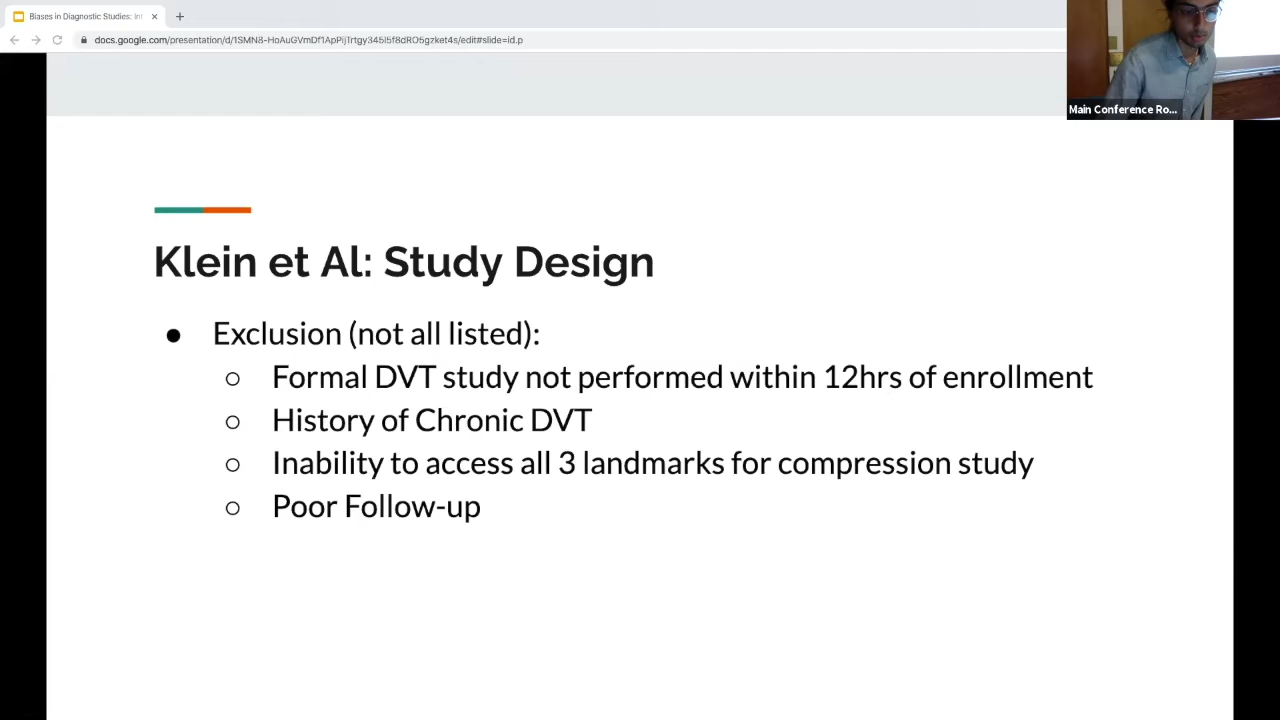 Biases in Diagnostic Studies: Int
docs.google.com/presentation/d/1SMN8-HoAuGVmDf1ApPijTrtgy345l5f8dRO5gzket4s/edit#slide=id.p
Main Conference Ro...
Klein et Al: Study Design
● Exclusion (not all listed):
○ Formal DVT study not performed within 12hrs of enrollment
○ History of Chronic DVT
○ Inability to access all 3 landmarks for compression study
○ Poor Follow-up